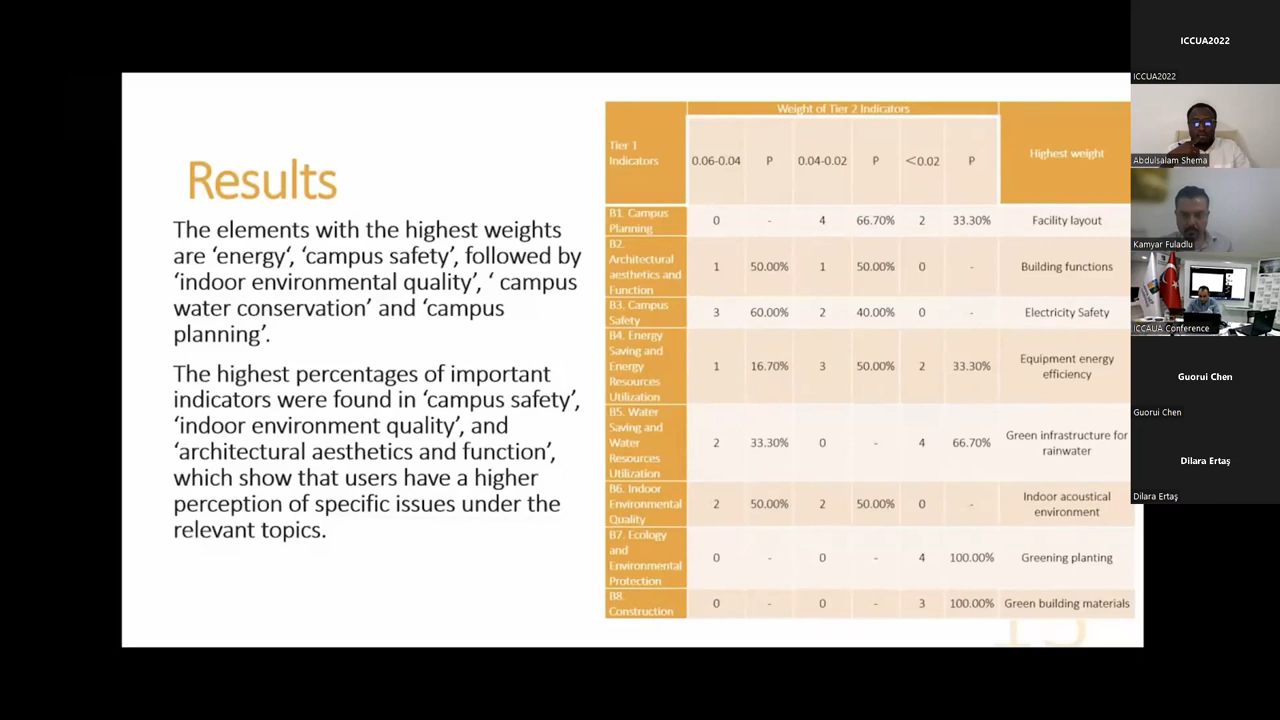 Results
The elements with the highest weights
are ‘energy‘, ‘campus safety’, followed by
‘indoor environmental quality’, ‘ campus
water conservation’ and ‘campus
planning’.
The highest percentages of important
indicators were found in ‘campus safety’,
‘indoor environment quality’, and
‘architectural aesthetics and function’,
which show that users have a higher
perception of specific issues under the
relevant topics.
Weight of Tier 2 Indicators
Tier 1
Indicators
0.06-0.04 P 0.04-0.02 P <0.02 P Highest weight
B1. Campus
Planning
0 - 4 66.70% 2 33.30% Facility layout
B2.
Architectural
aesthetics and
Function
1 50.00% 1 50.00% 0 - Building functions
B3. Campus
Safety
3 60.00% 2 40.00% 0 - Electricity Safety
B4. Energy
Saving and
Energy
Resources
Utilization
1 16.70% 3 50.00% 2 33.30% Equipment energy
efficiency
B5. Water
Saving and
Water
Resources
Utilization
2 33.30% 0 - 4 66.70% Green infrastructure for
rainwater
B6. Indoor
Environmental
Quality
2 50.00% 2 50.00% 0 - Indoor acoustical
environment
B7. Ecology
and
Environmental
Protection
0 - 0 - 4 100.00% Greening planting
B8.
Construction
0 - 0 - 3 100.00% Green building materials
ICCUA2022
ICCUA2022
Abdulsalam Shema
Kamyar Fuladlu
ICCAUA Conference
Guorui Chen
Guorui Chen
Dilara Ertaş
Dilara Ertaş